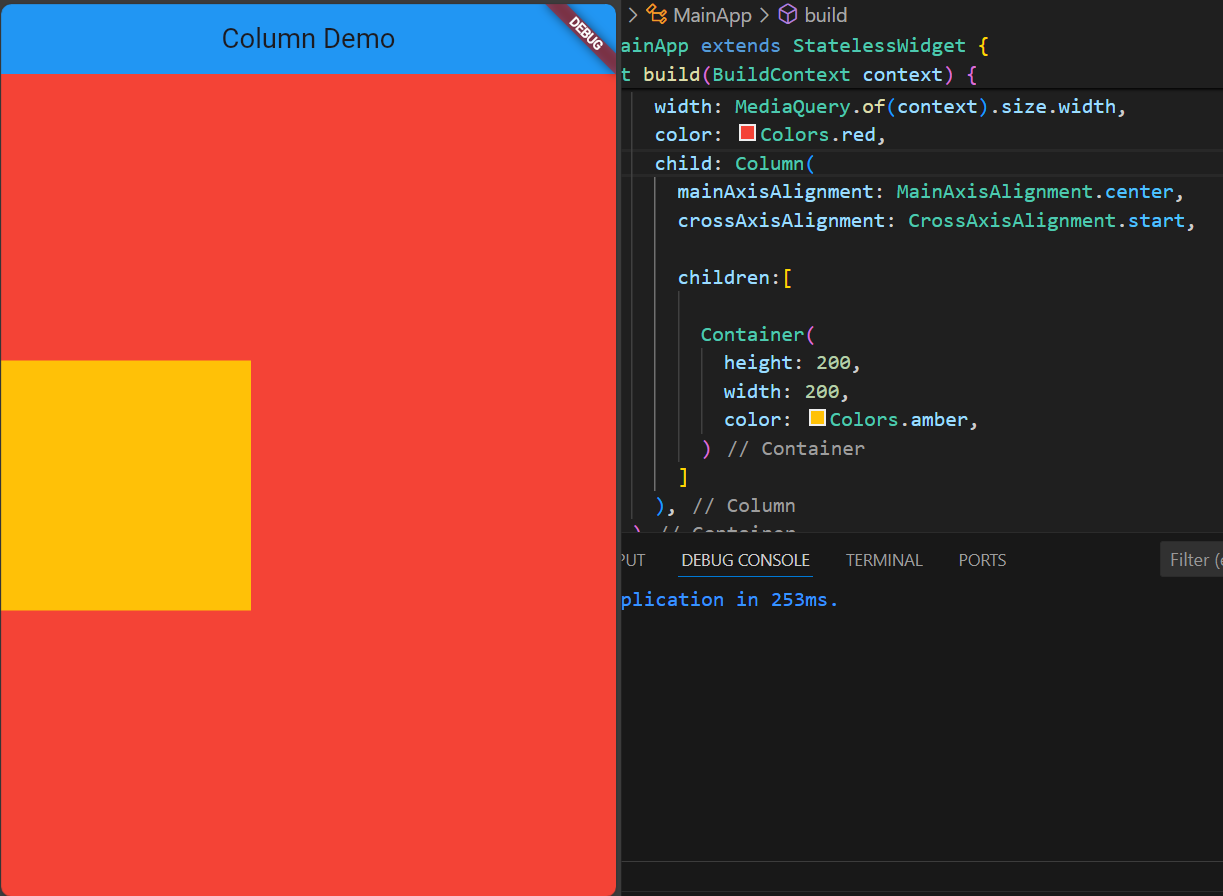 Column Demo
DEBUG
> MainApp > build
ainApp extends StatelessWidget {
t build(BuildContext context) {
width: MediaQuery.of(context).size.width,
color: Colors.red,
child: Column(
mainAxisAlignment: MainAxisAlignment.center,
crossAxisAlignment: CrossAxisAlignment.start,
children:[
Container(
height: 200,
width: 200,
color: Colors.amber,
) // Container
]
), // Column
) // Container
PUT DEBUG CONSOLE TERMINAL PORTS Filter (e
plication in 253ms.